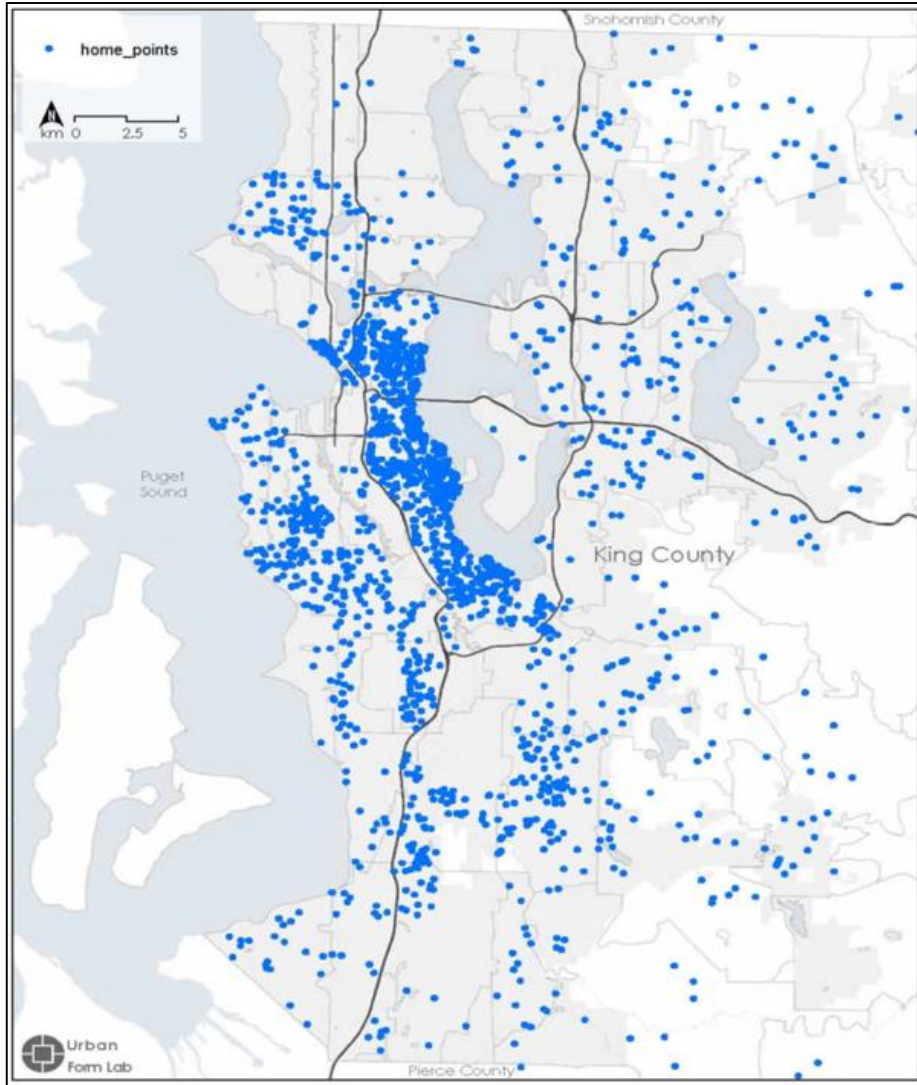 Snohomish County
home_points
N
km 0 2.5 5
Puget
Sound
King County
Urban
Form Lab
Pierce County